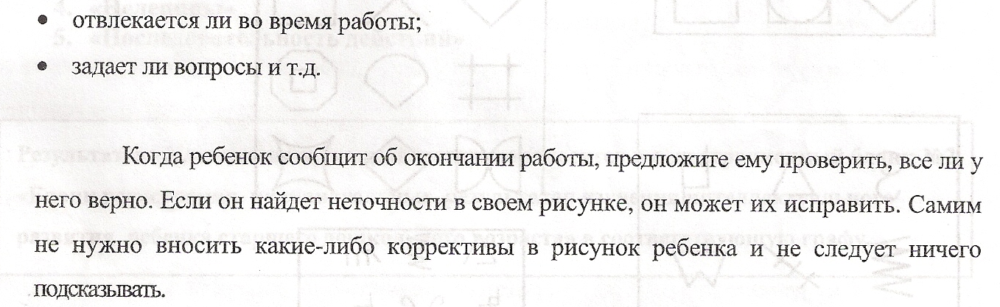 • отвлекается ли во время работы;
• задает ли вопросы и т.д.
Когда ребенок сообщит об окончании работы, предложите ему проверить, все ли у
него верно. Если он найдет неточности в своем рисунке, он может их исправить. Самим
не нужно вносить какие-либо коррективы в рисунок ребенка и не следует ничего
подсказывать.